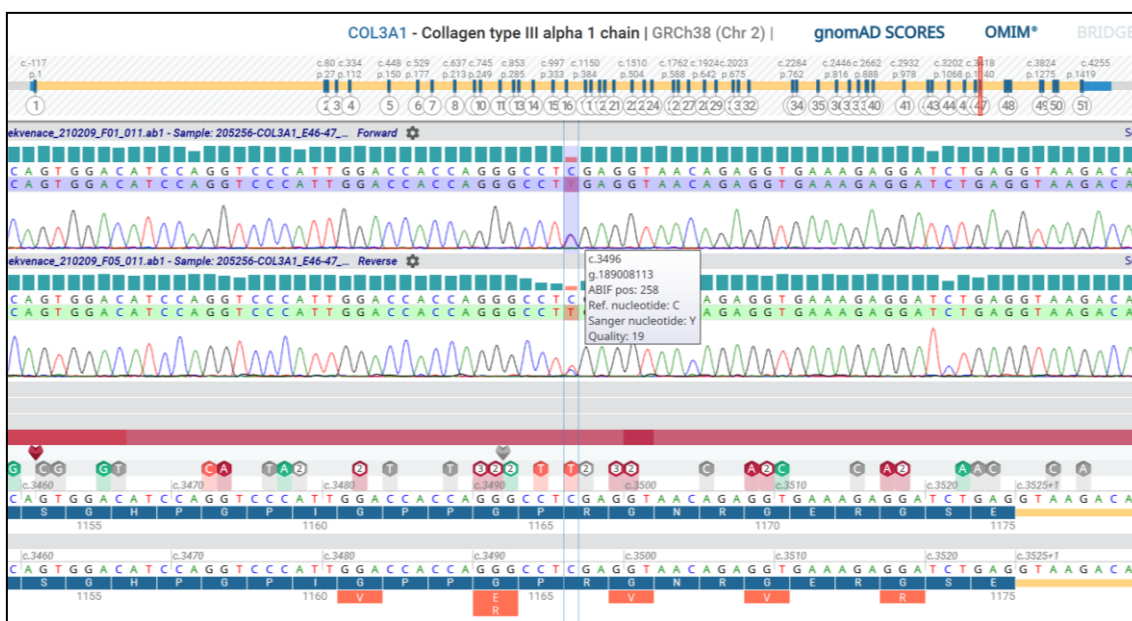 COL3A1 - Collagen type III alpha 1 chain | GRCh38 (Chr 2) | gnomAD SCORES OMIM® BRIDGE
c.-117 c.80 c.334 c.448 c.529 c.637 c.745 c.853 c.997 c.1150 c.1510 c.1762 c.1924 c.2023 c.2284 c.2446 c.2662 c.2932 c.3202 c.3418 c.3824 c.4255
p.1 p.27 p.112 p.150 p.177 p.213 p.249 p.285 p.333 p.384 p.504 p.588 p.642 p.675 p.762 p.816 p.888 p.978 p.1068 p.1140 p.1275 p.1419
1 2 3 4 5 6 7 8 10 13 14 15 16 24 27 29 32 34 35 40 41 43 44 47 48 49 50 51
ekvenace_210209_F01_011.ab1 - Sample: 205256-COL3A1_E46-47_... Forward
C A G T G G A C A T C C A G G T C C C A T T G G A C C A C C A G G G C C T C G A G G T A A C A G A G G T G A A A G A G G A T C T G A G G T A A G A C A
C A G T G G A C A T C C A G G T C C C A T T G G A C C A C C A G G G C C T Y G A G G T A A C A G A G G T G A A A G A G G A T C T G A G G T A A G A C A
ekvenace_210209_F05_011.ab1 - Sample: 205256-COL3A1_E46-47_... Reverse
c.3496
g.189008113
ABIF pos: 258
Ref. nucleotide: C
Sanger nucleotide: Y
Quality: 19
C A G T G G A C A T C C A G G T C C C A T T G G A C C A C C A G G G C C T C A G A G G T G A A A G A G G A T C T G A G G T A A G A C A
C A G T G G A C A T C C A G G T C C C A T T G G A C C A C C A G G G C C T T A G A G G T G A A A G A G G A T C T G A G G T A A G A C A
G C G G T C A T A 2 2 T T 3 2 2 T T 2 3 2 C A 2 C C A 2 A A C C A
c.3460 c.3470 c.3480 c.3490 c.3500 c.3510 c.3520 c.3525+1
C A G T G G A C A T C C A G G T C C C A T T G G A C C A C C A G G G C C T C G A G G T A A C A G A G G T G A A A G A G G A T C T G A G G T A A G A C A
S G H P G P I G P P G P R G N R G E R G S E
1155 1160 1165 1170 1175
c.3460 c.3470 c.3480 c.3490 c.3500 c.3510 c.3520 c.3525+1
C A G T G G A C A T C C A G G T C C C A T T G G A C C A C C A G G G C C T C G A G G T A A C A G A G G T G A A A G A G G A T C T G A G G T A A G A C A
S G H P G P I G P P G P R G N R G E R G S E
1155 1160 V E 1165 V V R 1175
R